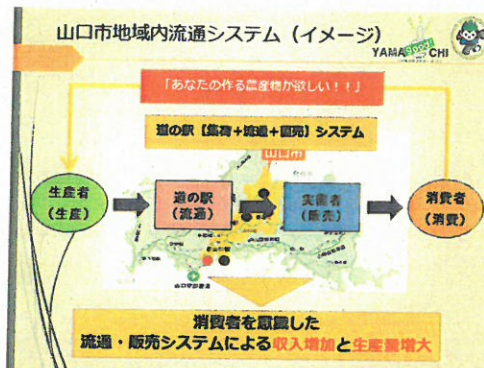 山口市地域内流通システム(イメージ)
YAMA good! CHI
「あなたの作る農産物が欲しい!!」
道の駅【集荷+流通+直売】システム
山口市
生産者
(生産)
道の駅
(流通)
実需者
(販売)
消費者
(消費)
消費者を意識した
流通・販売システムによる収入増加と生産量増大